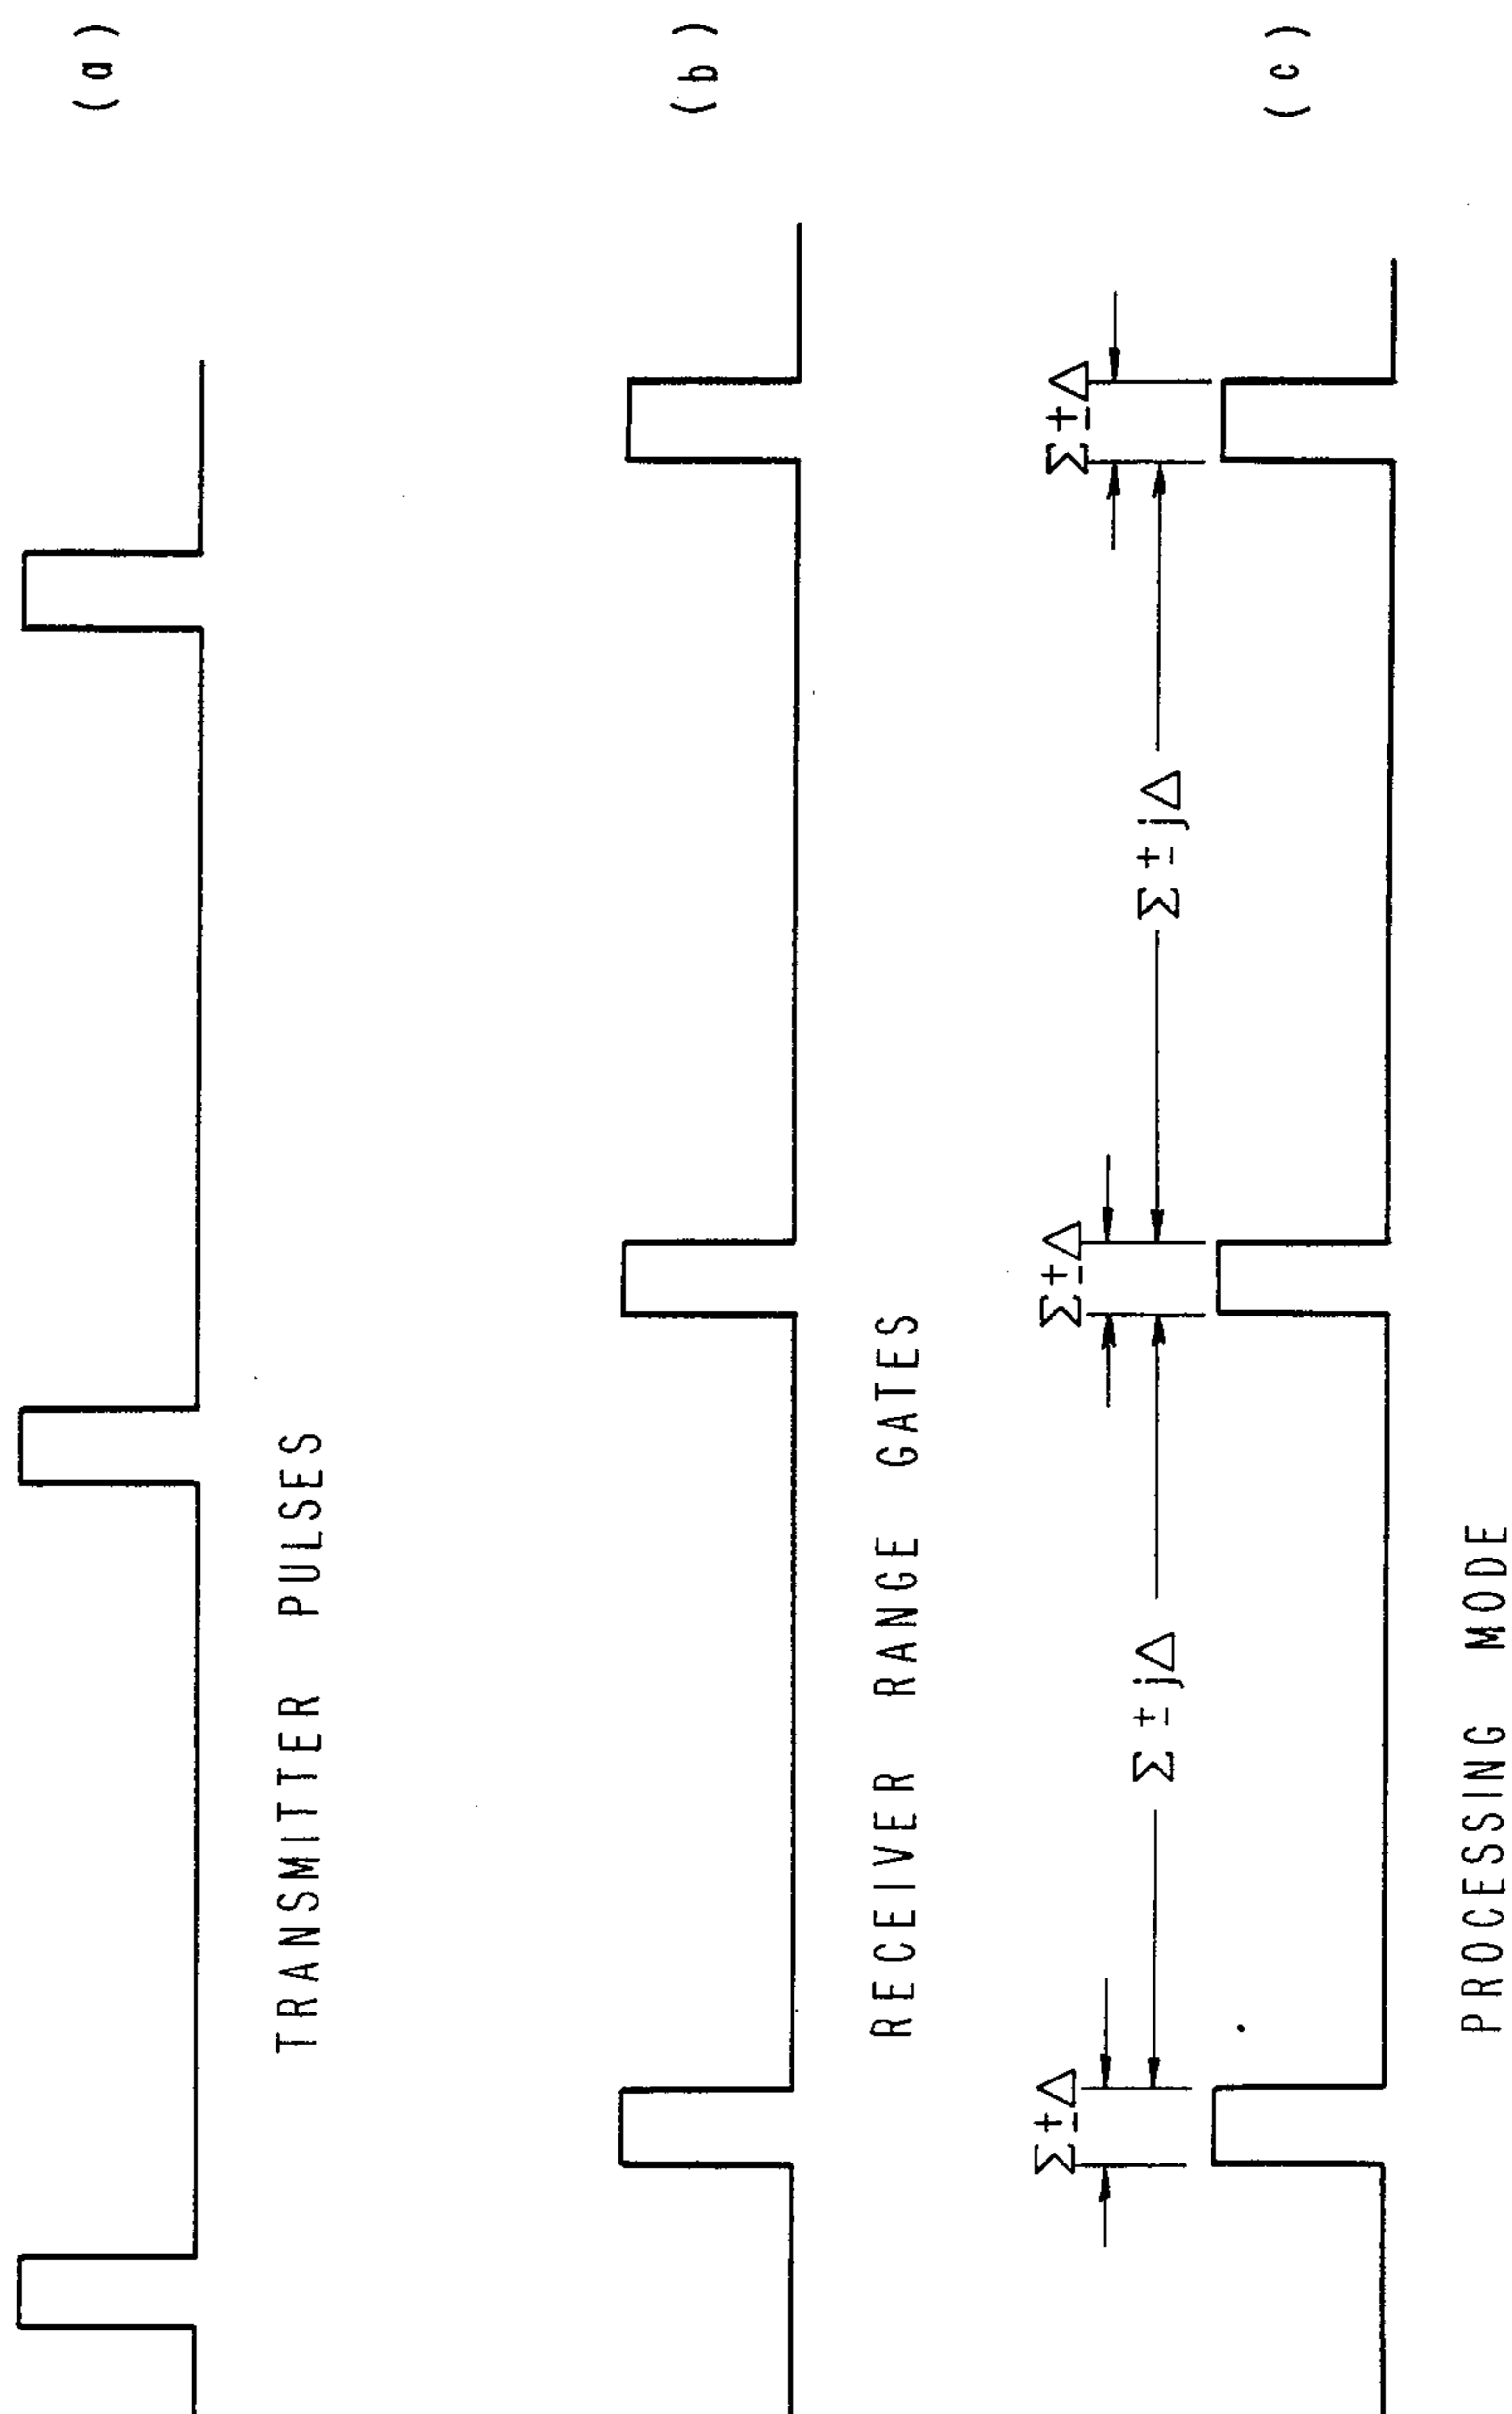 (a)
TRANSMITTER PULSES
(b)
RECEIVER RANGE GATES
(c)
Σ±Δ Σ±Δ Σ±Δ
Σ±jΔ Σ±jΔ
PROCESSING MODE